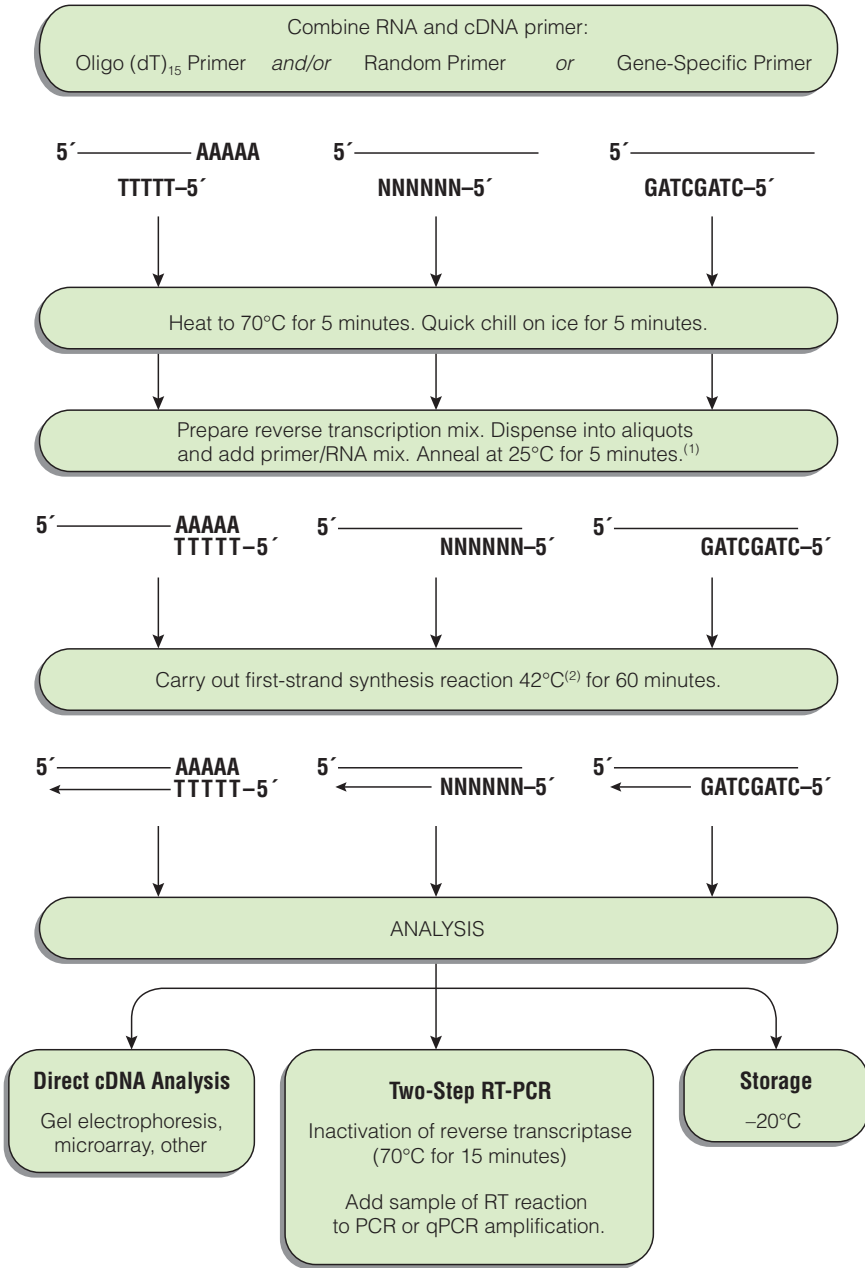 Combine RNA and cDNA primer:
Oligo (dT)₁₅ Primer and/or Random Primer or Gene-Specific Primer
5´ AAAAA 5´ 5´
TTTTT–5´ NNNNNN–5´ GATCGATC–5´
Heat to 70°C for 5 minutes. Quick chill on ice for 5 minutes.
Prepare reverse transcription mix. Dispense into aliquots
and add primer/RNA mix. Anneal at 25°C for 5 minutes.⁽¹⁾
5´ AAAAA 5´ 5´
TTTTT–5´ NNNNNN–5´ GATCGATC–5´
Carry out first-strand synthesis reaction 42°C⁽²⁾ for 60 minutes.
5´ AAAAA 5´ 5´
TTTTT–5´ NNNNNN–5´ GATCGATC–5´
ANALYSIS
Direct cDNA Analysis
Gel electrophoresis,
microarray, other
Two-Step RT-PCR
Inactivation of reverse transcriptase
(70°C for 15 minutes)
Add sample of RT reaction
to PCR or qPCR amplification.
Storage
–20°C